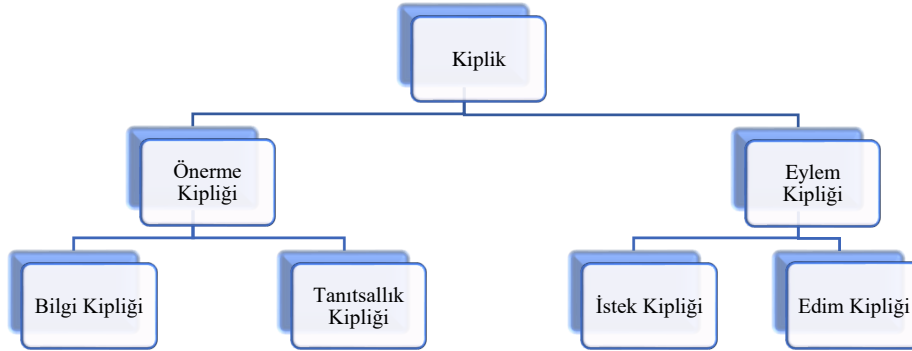 Kiplik
Önerme
Kipliği
Eylem
Kipliği
Bilgi Kipliği
Tanıtsallık
Kipliği
İstek Kipliği
Edim Kipliği